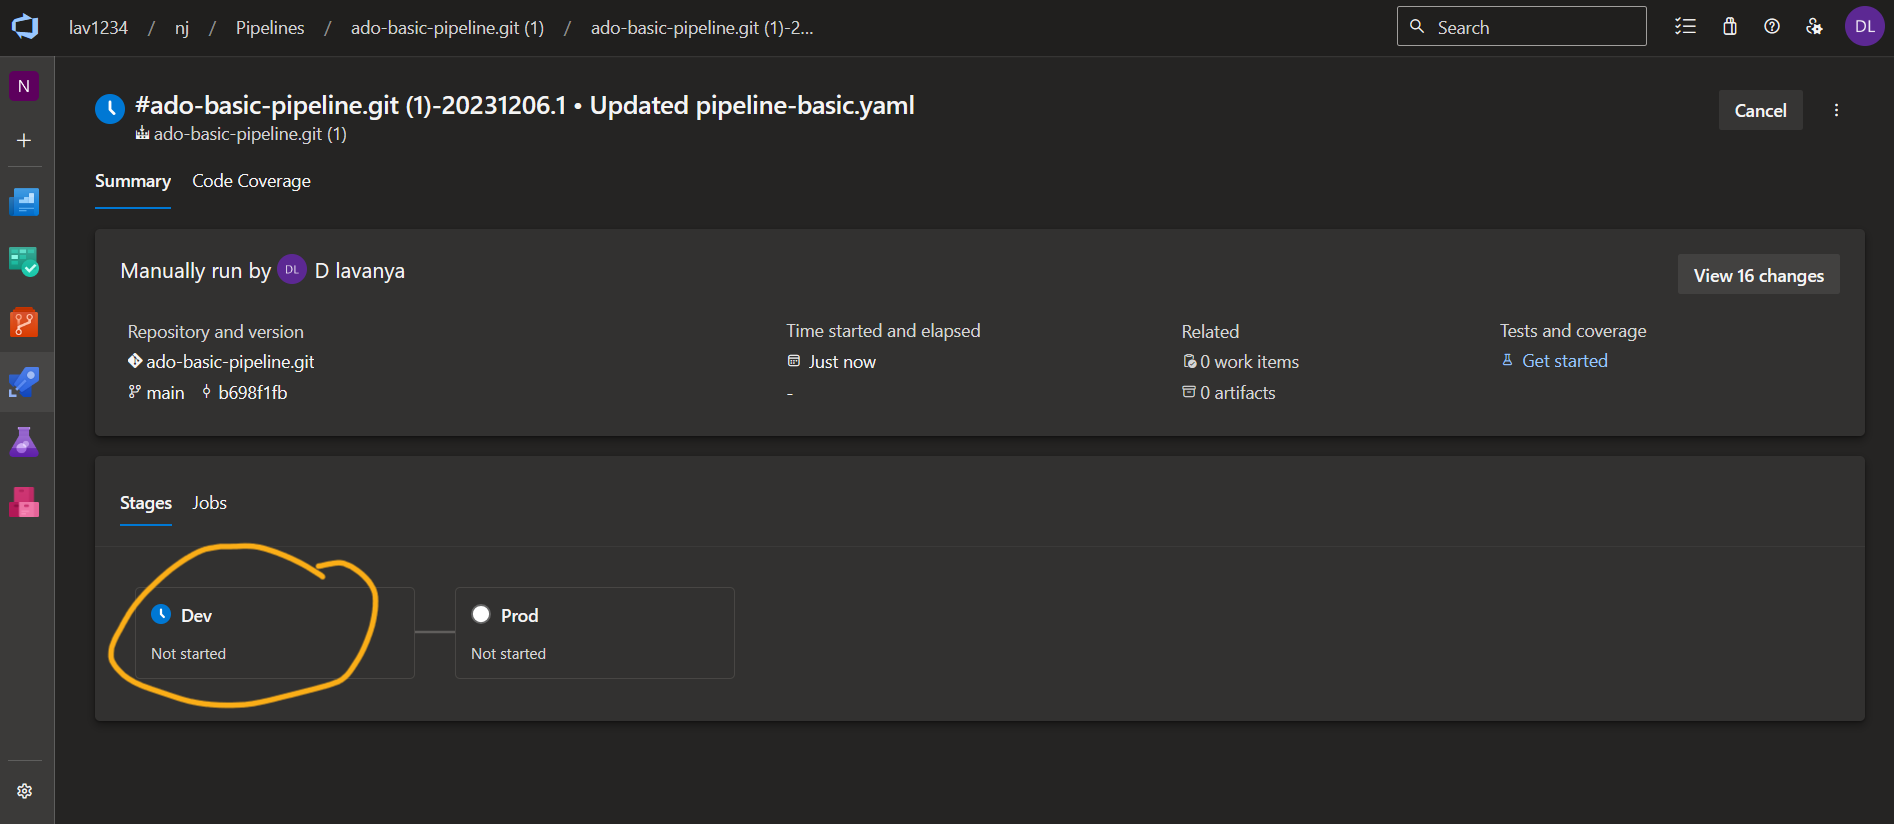 lav1234 / nj / Pipelines / ado-basic-pipeline.git (1) / ado-basic-pipeline.git (1)-2...
Search
DL
N
#ado-basic-pipeline.git (1)-20231206.1 • Updated pipeline-basic.yaml
ado-basic-pipeline.git (1)
Cancel
Summary Code Coverage
Manually run by DL D lavanya
View 16 changes
Repository and version
ado-basic-pipeline.git
main b698f1fb
Time started and elapsed
Just now
-
Related
0 work items
0 artifacts
Tests and coverage
Get started
Stages Jobs
Dev
Not started
Prod
Not started